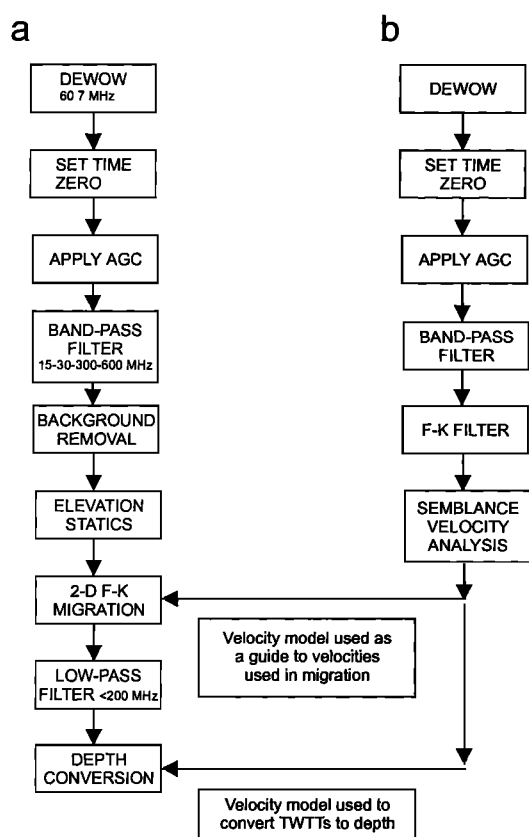 a
DEWOW
60 7 MHz
SET TIME
ZERO
APPLY AGC
BAND-PASS
FILTER
15-30-300-600 MHz
BACKGROUND
REMOVAL
ELEVATION
STATICS
2-D F-K
MIGRATION
LOW-PASS
FILTER <200 MHz
DEPTH
CONVERSION
b
DEWOW
SET TIME
ZERO
APPLY AGC
BAND-PASS
FILTER
F-K FILTER
SEMBLANCE
VELOCITY
ANALYSIS
Velocity model used as
a guide to velocities
used in migration
Velocity model used to
convert TWTTs to depth